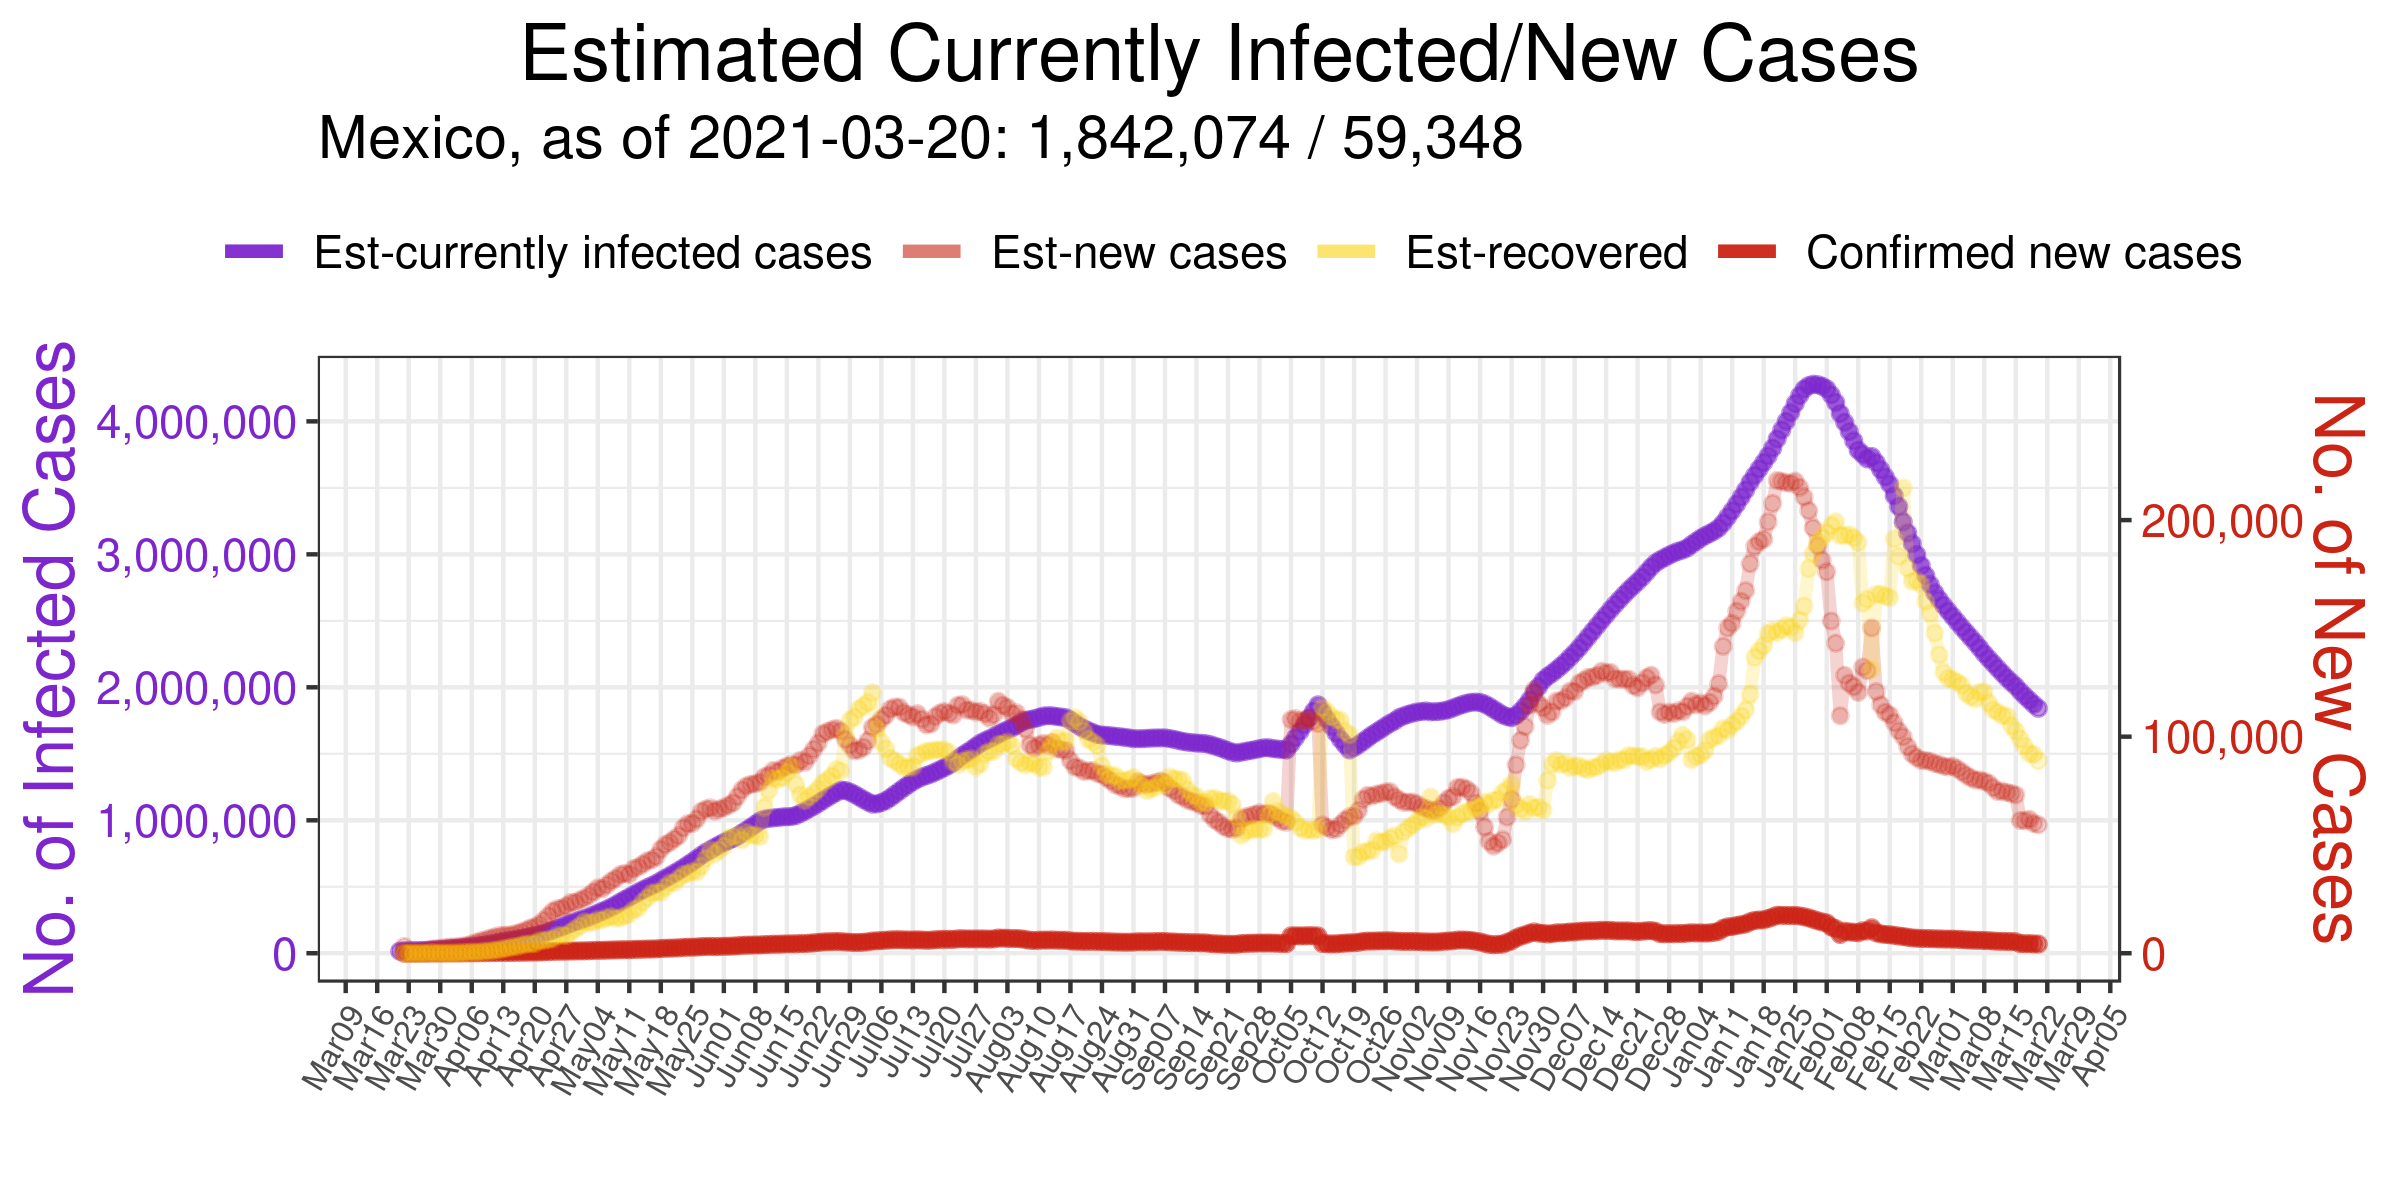 Estimated Currently Infected/New Cases
Mexico, as of 2021-03-20: 1,842,074 / 59,348
Est-currently infected cases
Est-new cases
Est-recovered
Confirmed new cases
No. of Infected Cases
4,000,000
3,000,000
2,000,000
1,000,000
0
No. of New Cases
200,000
100,000
0
Mar09
Mar16
Mar23
Mar30
Apr06
Apr13
Apr20
Apr27
May04
May11
May18
May25
Jun01
Jun08
Jun15
Jun22
Jun29
Jul06
Jul13
Jul20
Jul27
Aug03
Aug10
Aug17
Aug24
Aug31
Sep07
Sep14
Sep21
Sep28
Oct05
Oct12
Oct19
Oct26
Nov02
Nov09
Nov16
Nov23
Nov30
Dec07
Dec14
Dec21
Dec28
Jan04
Jan11
Jan18
Jan25
Feb01
Feb08
Feb15
Feb22
Mar01
Mar08
Mar15
Mar22
Mar29
Apr05